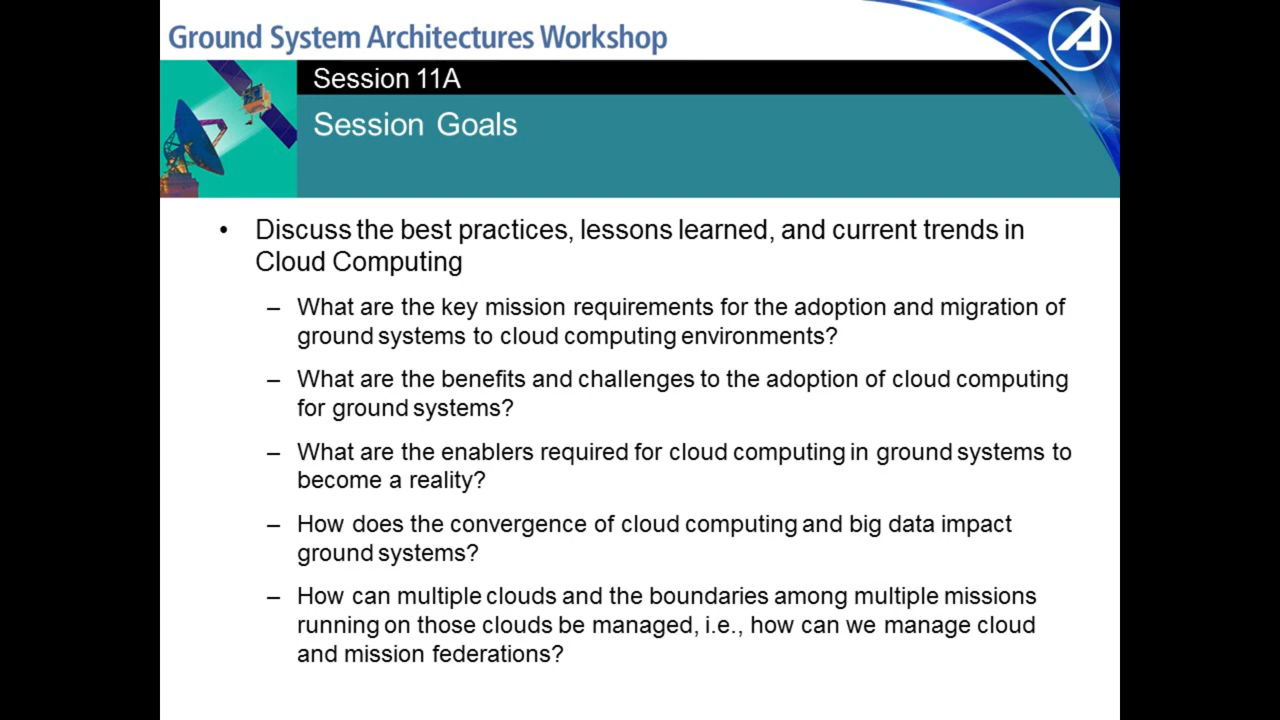 Ground System Architectures Workshop
Session 11A
Session Goals
• Discuss the best practices, lessons learned, and current trends in
Cloud Computing
– What are the key mission requirements for the adoption and migration of
ground systems to cloud computing environments?
– What are the benefits and challenges to the adoption of cloud computing
for ground systems?
– What are the enablers required for cloud computing in ground systems to
become a reality?
– How does the convergence of cloud computing and big data impact
ground systems?
– How can multiple clouds and the boundaries among multiple missions
running on those clouds be managed, i.e., how can we manage cloud
and mission federations?